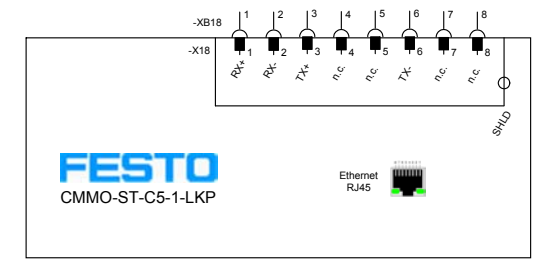 -XB18 1 2 3 4 5 6 7 8
-X18 1 2 3 4 5 6 7 8
RX+ RX- TX+ n.c. n.c. TX- n.c. n.c.
SHLD
FESTO
CMMO-ST-C5-1-LKP
Ethernet
RJ45